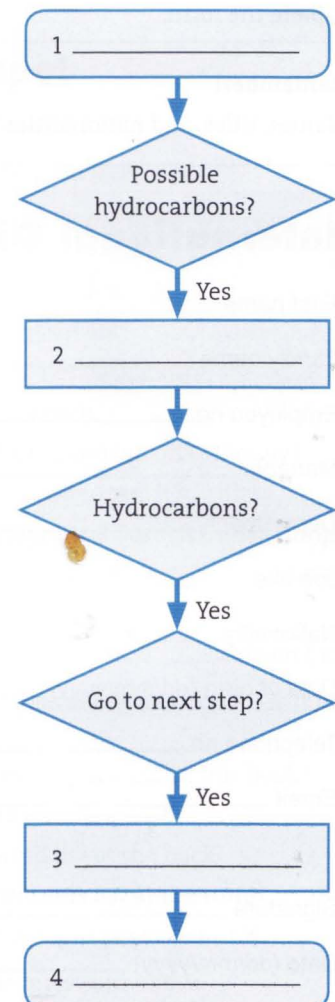 1
Possible
hydrocarbons?
Yes
2
Hydrocarbons?
Yes
Go to next step?
Yes
3
4